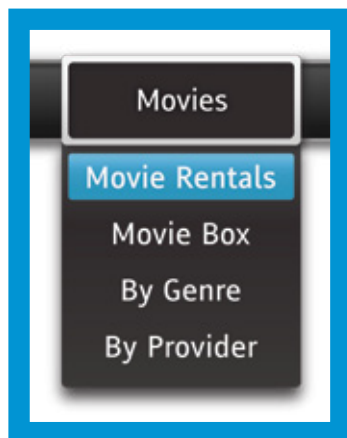 Movies
Movie Rentals
Movie Box
By Genre
By Provider